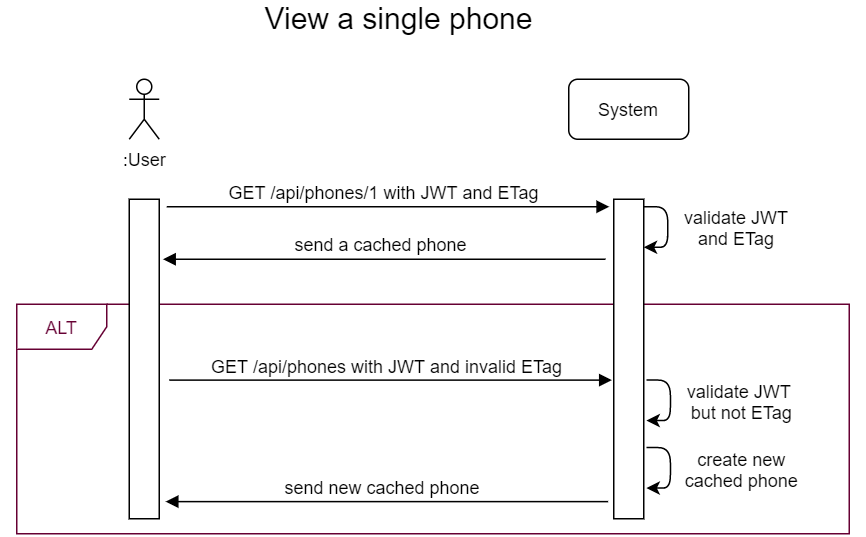 View a single phone
System
:User
GET /api/phones/1 with JWT and ETag
validate JWT
and ETag
send a cached phone
ALT
GET /api/phones with JWT and invalid ETag
validate JWT
but not ETag
create new
cached phone
send new cached phone